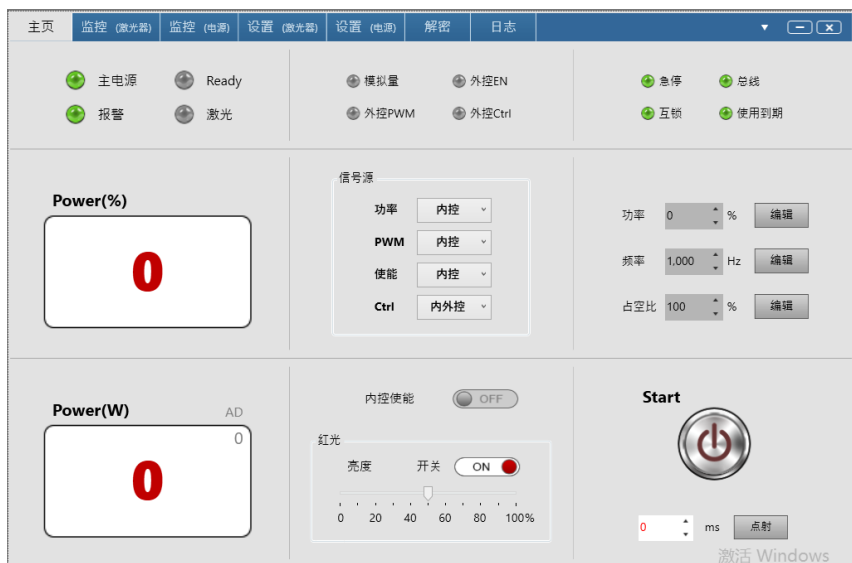 主页 监控 (激光器) 监控 (电源) 设置 (激光器) 设置 (电源) 解密 日志
主电源 Ready 模拟量 外控EN 急停 总线
报警 激光 外控PWM 外控Ctrl 互锁 使用到期
Power(%)
0
信号源
功率 内控
PWM 内控
使能 内控
Ctrl 内外控
功率 0 % 编辑
频率 1,000 Hz 编辑
占空比 100 % 编辑
Power(W) AD
0
0
内控使能 OFF
红光
亮度 开关 ON
0 20 40 60 80 100%
Start
0 ms 点射
激活 Windows